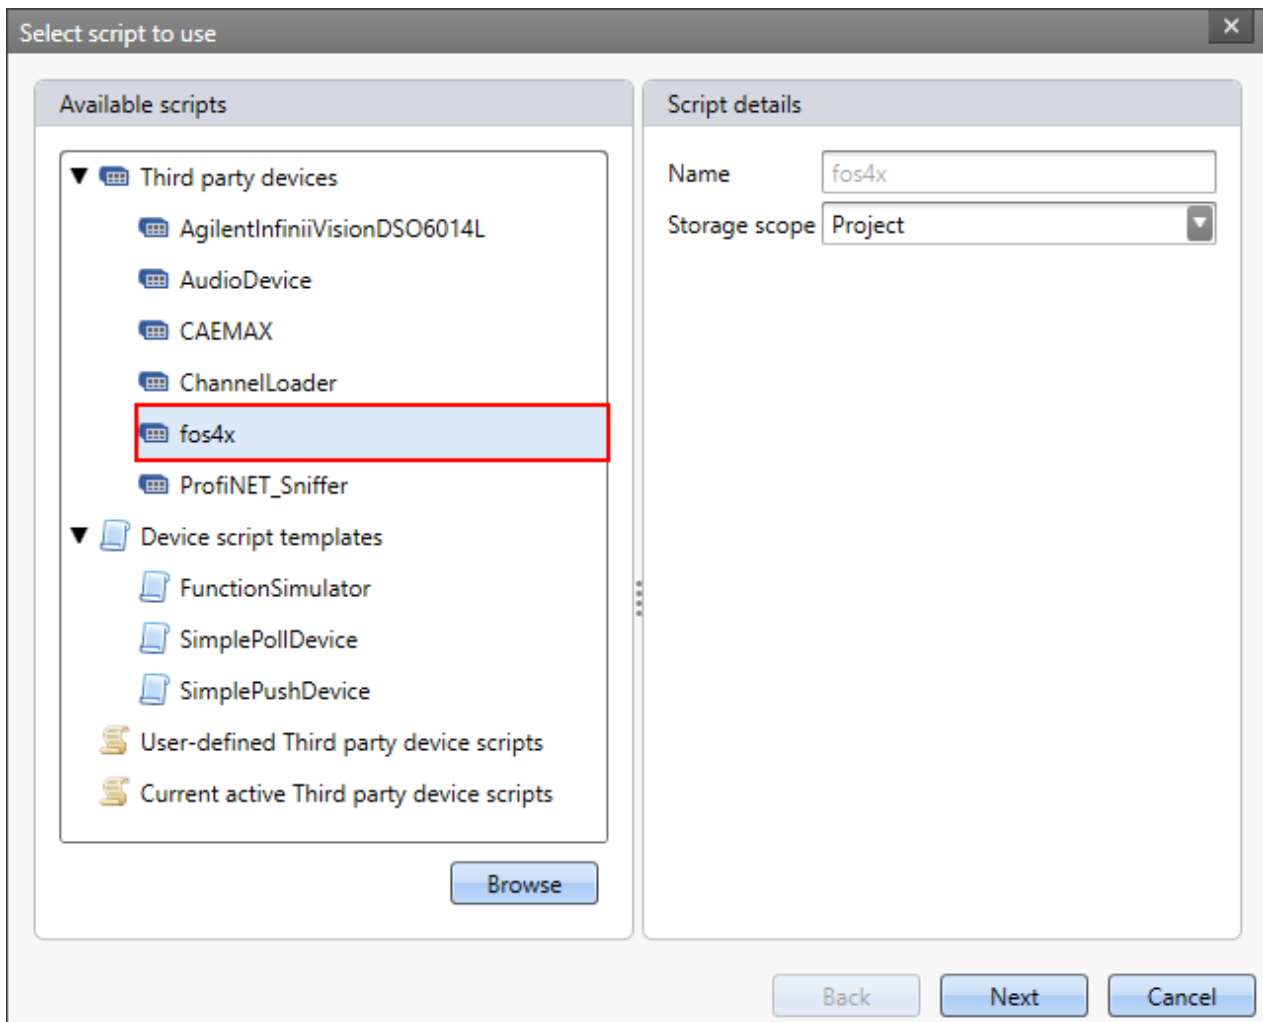 Select script to use
Available scripts
Third party devices
AgilentInfiniiVisionDSO6014L
AudioDevice
CAEMAX
ChannelLoader
fos4x
ProfiNET_Sniffer
Device script templates
FunctionSimulator
SimplePollDevice
SimplePushDevice
User-defined Third party device scripts
Current active Third party device scripts
Browse
Script details
Name fos4x
Storage scope Project
Back Next Cancel